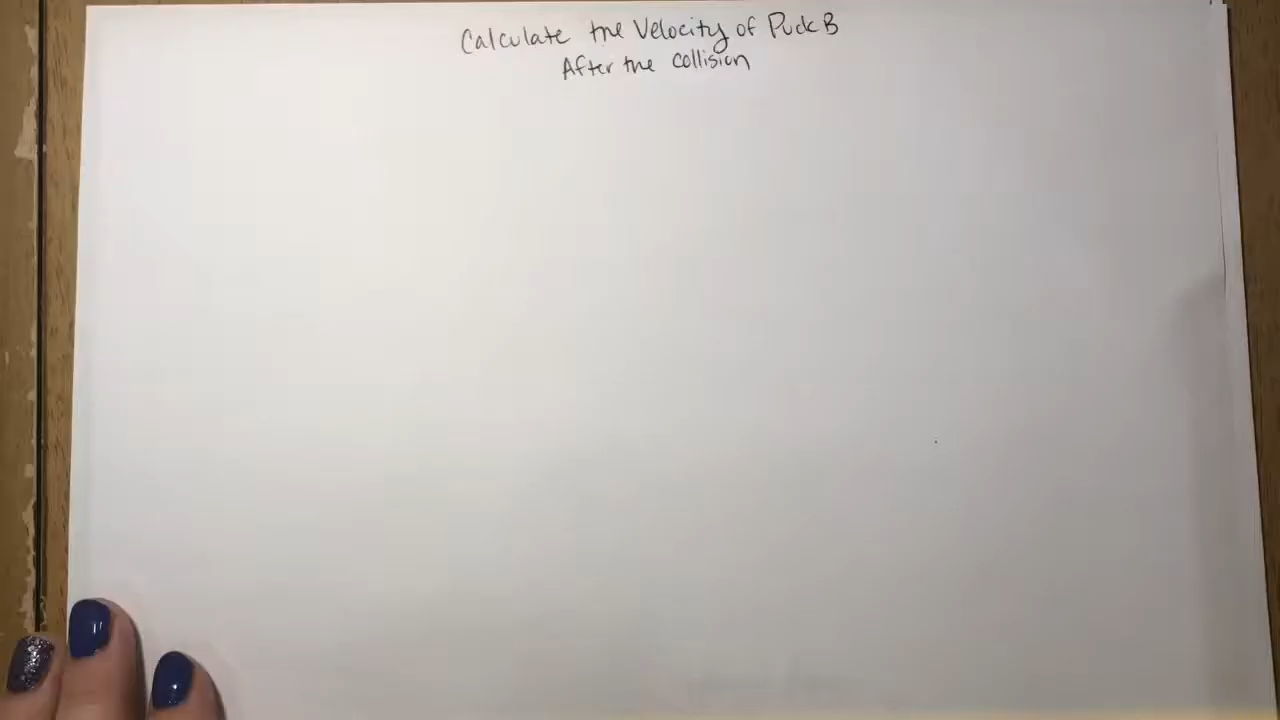 Calculate the Velocity of Puck B
After the collision